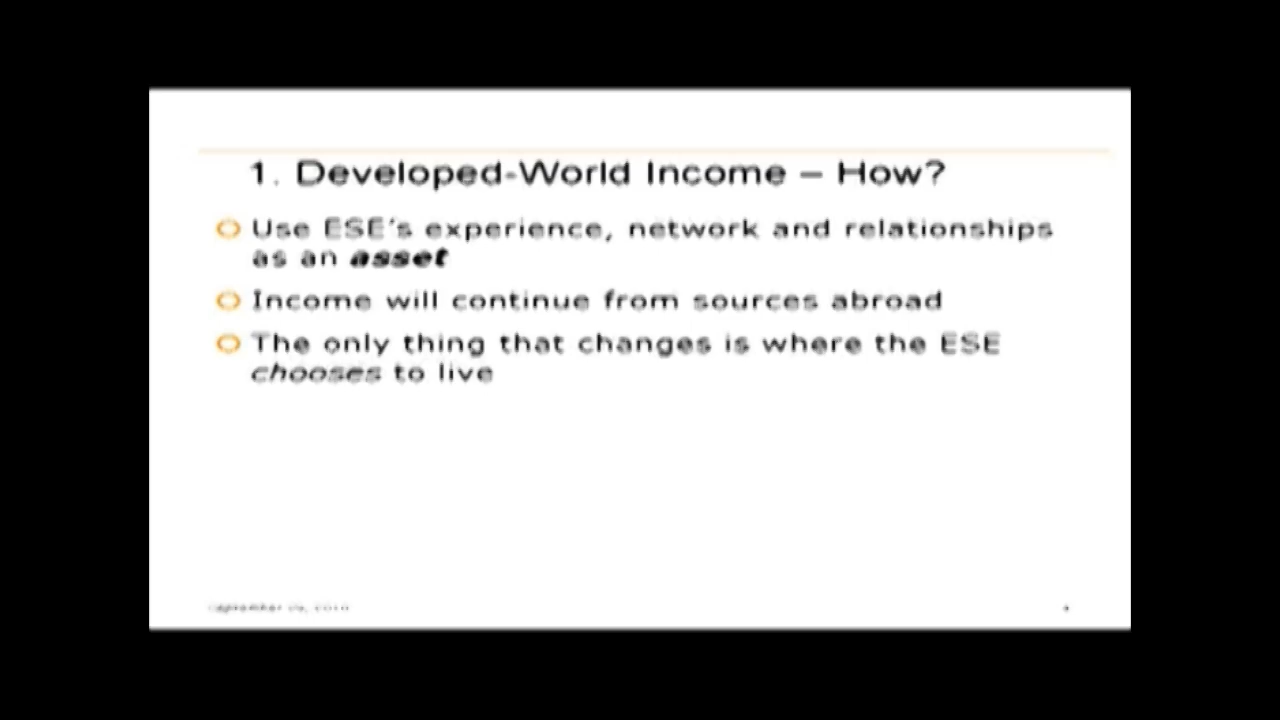 1. Developed-World Income – How?
Use ESE's experience, network and relationships
as an asset
Income will continue from sources abroad
The only thing that changes is where the ESE
chooses to live